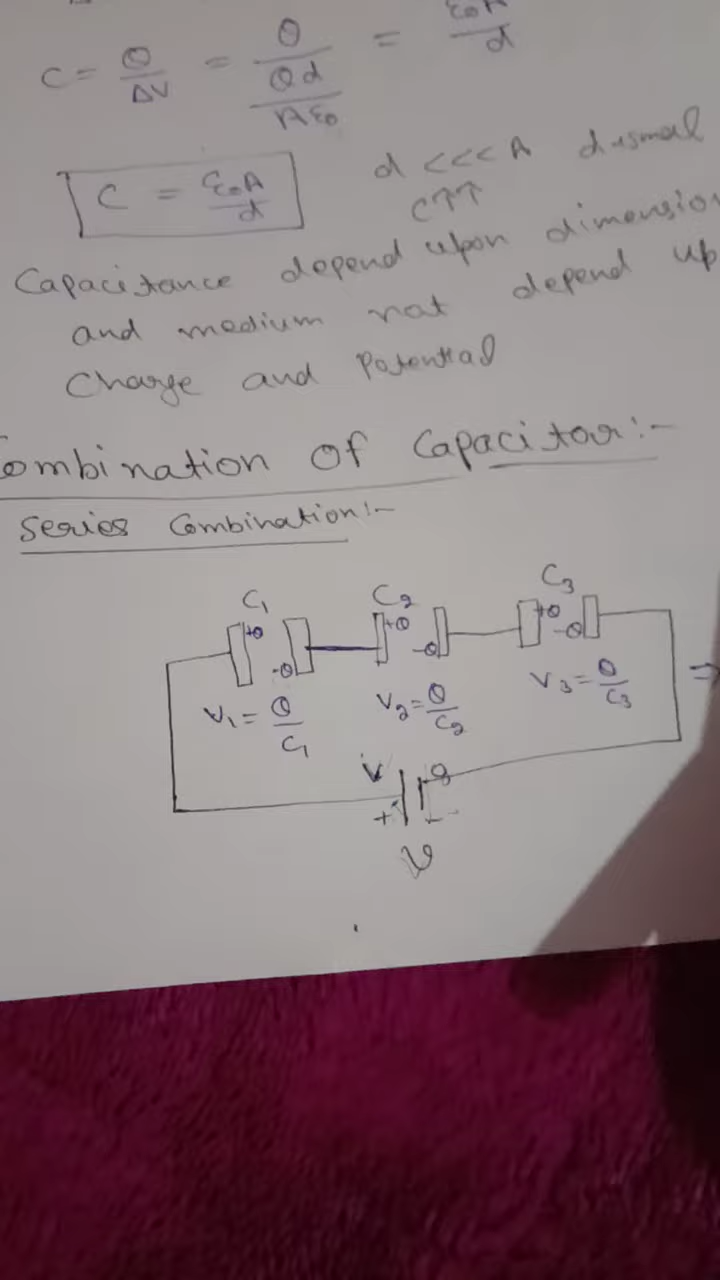 C = Q/ΔV = Q/(Qd/Aε₀) = ε₀A/d
C = ε₀A/d d <<< A d→small
C↑↑
Capacitance depend upon dimension
and medium not depend up
Charge and Potential
Combination of Capacitor:-
Series Combination:-
C₁ C₂ C₃
+Q -Q +Q -Q +Q -Q
V₁ = Q/C₁ V₂ = Q/C₂ V₃ = Q/C₃ ⇒
V
+ -
V